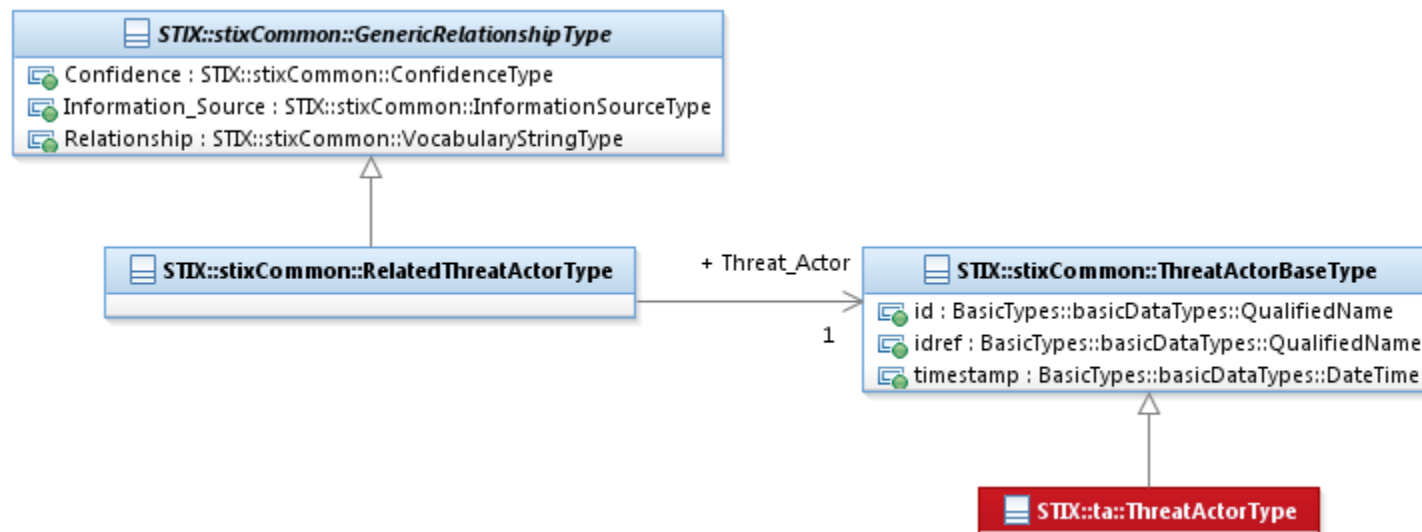 STIX::stixCommon::GenericRelationshipType
Confidence : STIX::stixCommon::ConfidenceType
Information_Source : STIX::stixCommon::InformationSourceType
Relationship : STIX::stixCommon::VocabularyStringType
STIX::stixCommon::RelatedThreatActorType
+ Threat_Actor
1
STIX::stixCommon::ThreatActorBaseType
id : BasicTypes::basicDataTypes::QualifiedName
idref : BasicTypes::basicDataTypes::QualifiedName
timestamp : BasicTypes::basicDataTypes::DateTime
STIX::ta::ThreatActorType